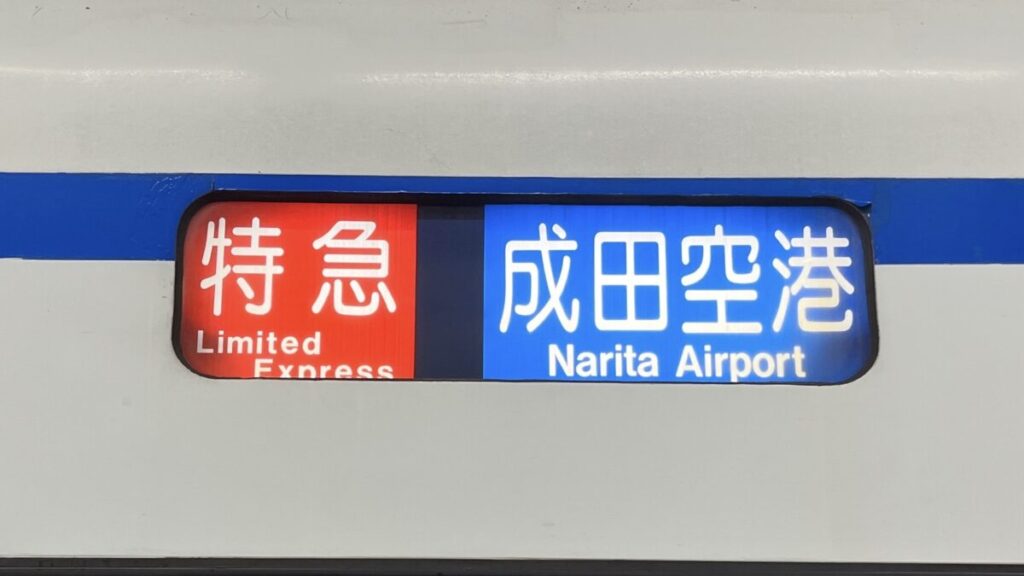 特急
Limited
Express
成田空港
Narita Airport